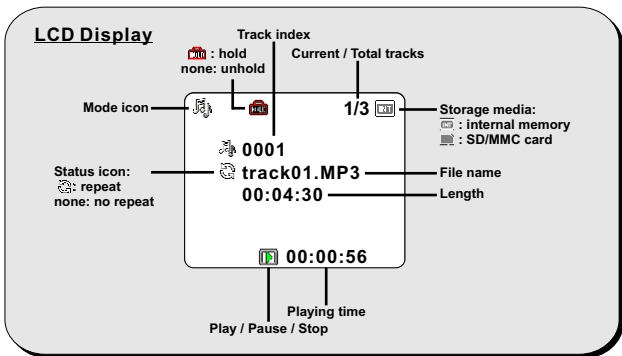 LCD Display
Track index
: hold
none: unhold
Current / Total tracks
Mode icon
1/3
Storage media:
: internal memory
: SD/MMC card
0001
Status icon:
: repeat
none: no repeat
track01.MP3
File name
00:04:30
Length
00:00:56
Playing time
Play / Pause / Stop